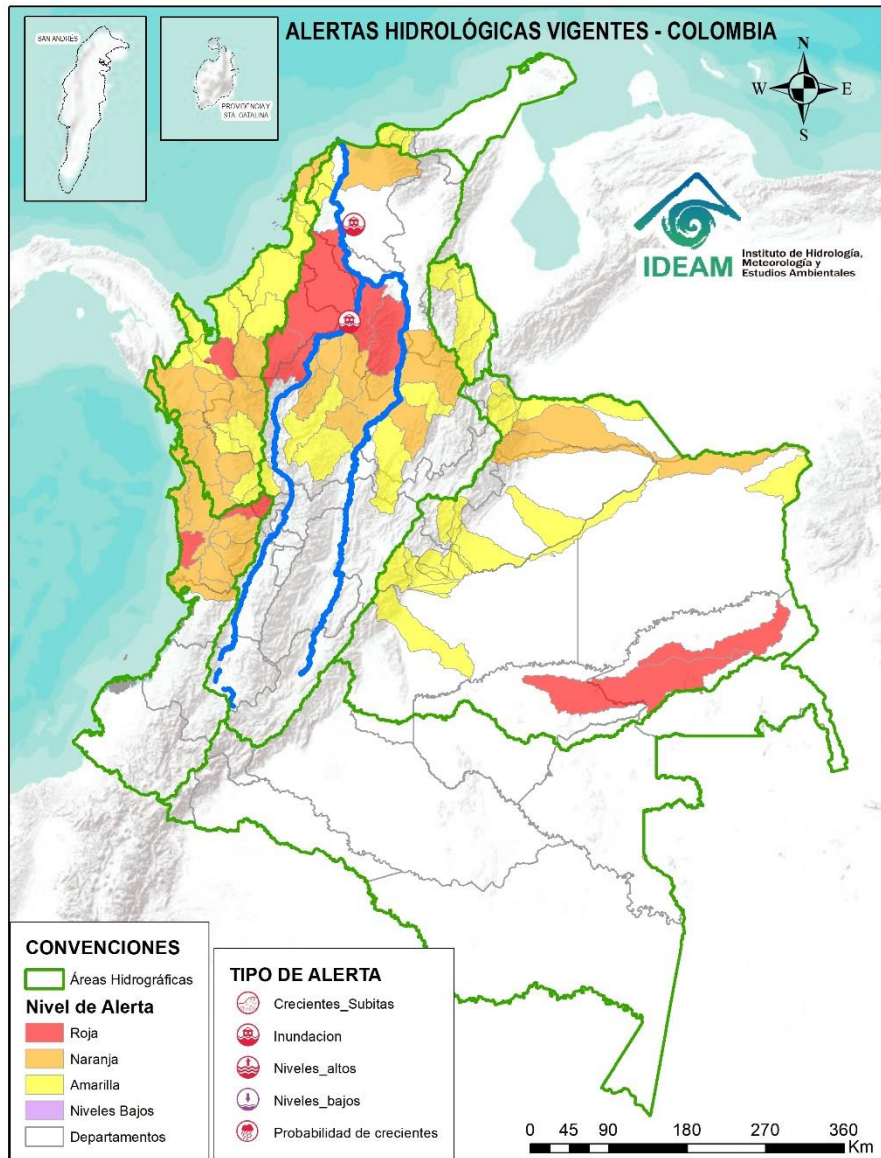 ALERTAS HIDROLÓGICAS VIGENTES - COLOMBIA
SAN ANDRÉS
PROVIDENCIA Y
STA. CATALINA
N
W
E
S
IDEAM
Instituto de Hidrología,
Meteorología y
Estudios Ambientales
CONVENCIONES
Áreas Hidrográficas
Nivel de Alerta
Roja
Naranja
Amarilla
Niveles Bajos
Departamentos
TIPO DE ALERTA
Crecientes_Subitas
Inundacion
Niveles_altos
Niveles_bajos
Probabilidad de crecientes
0 45 90 180 270 360
Km